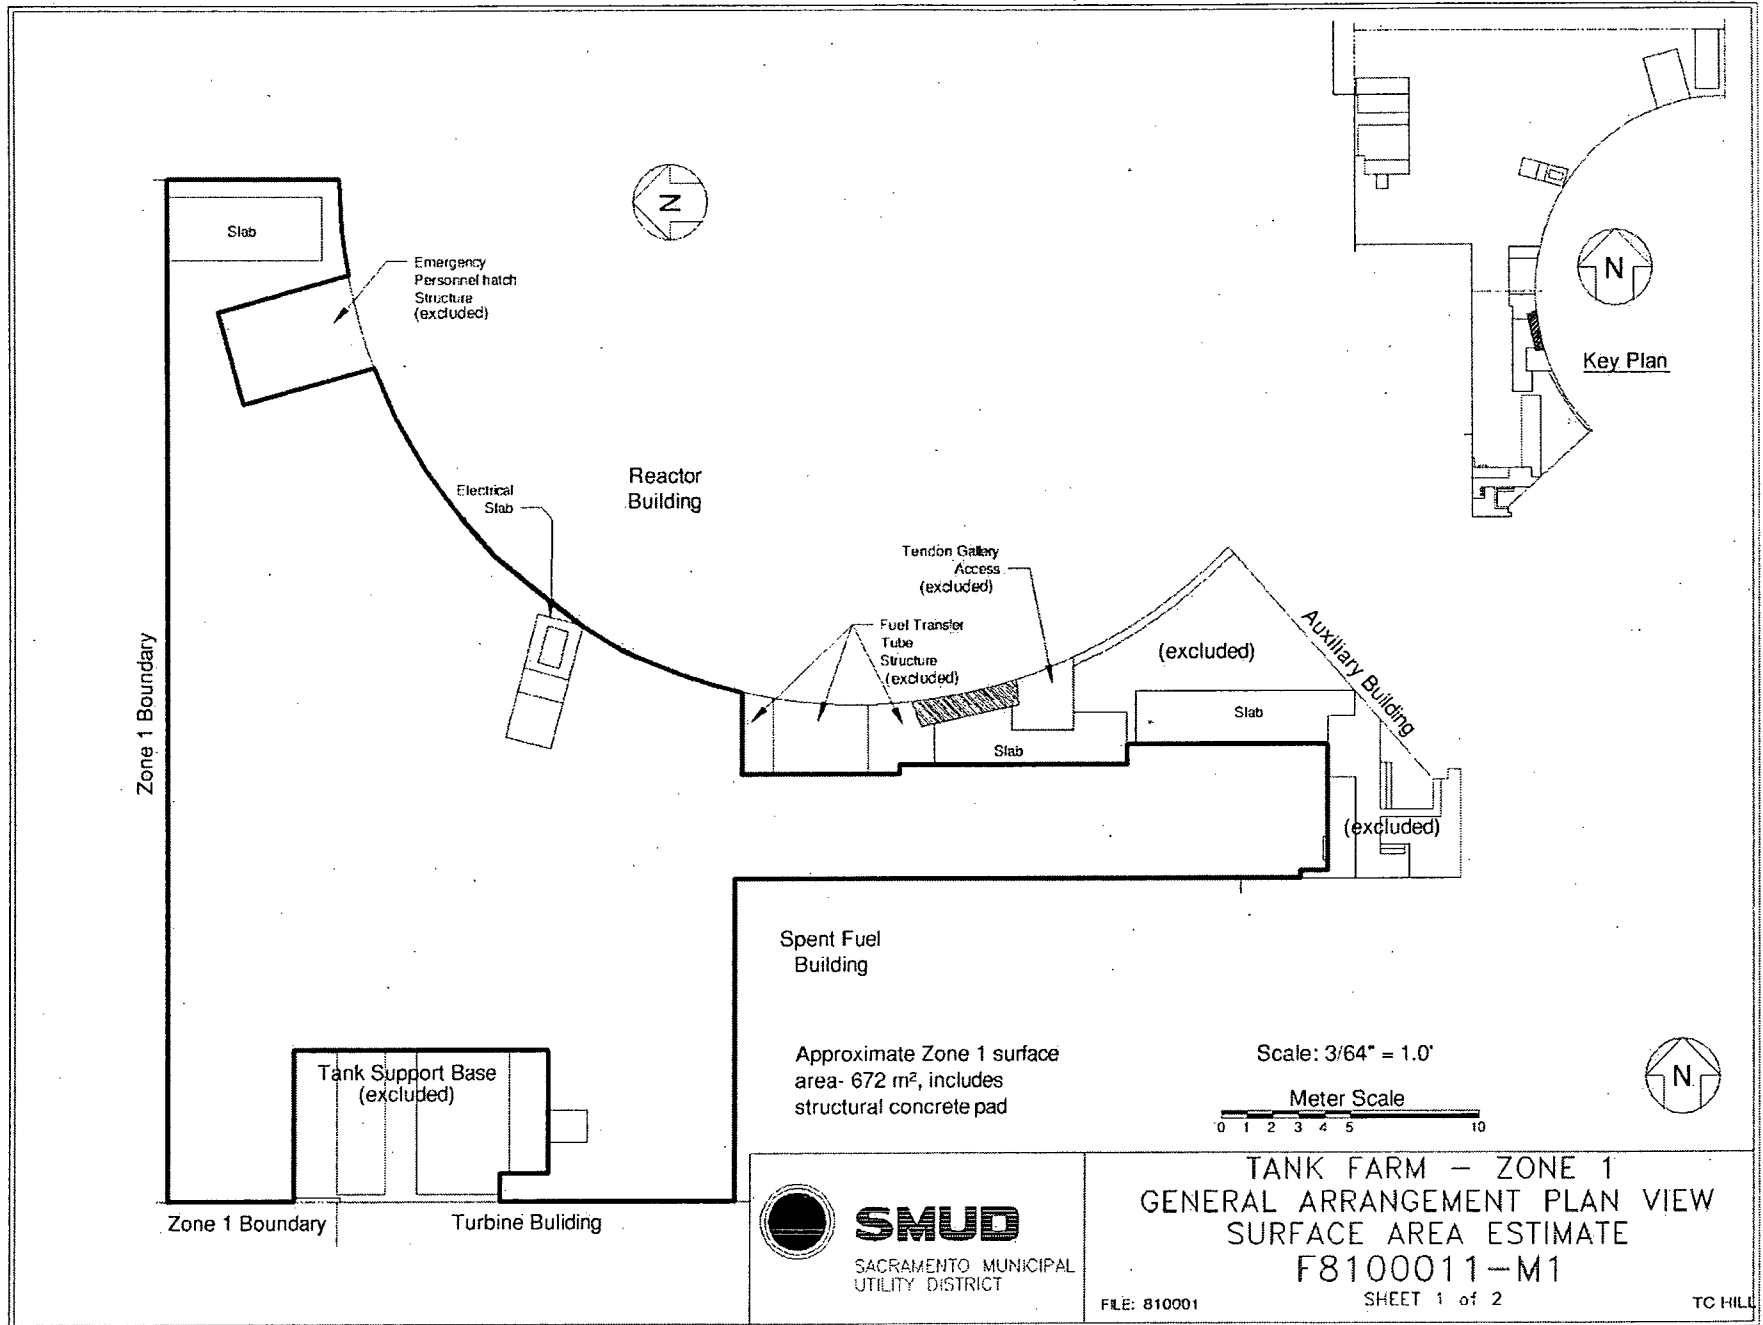 Slab
N
Emergency
Personnel hatch
Structure
(excluded)
N
Key Plan
Reactor
Building
Electrical
Slab
Tendon Gallery
Access
(excluded)
Fuel Transfer
Tube
Structure
(excluded)
(excluded)
Auxiliary Building
Zone 1 Boundary
Slab
Slab
(excluded)
Spent Fuel
Building
Approximate Zone 1 surface
area- 672 m², includes
structural concrete pad
Scale: 3/64" = 1.0'
Meter Scale
0 1 2 3 4 5 10
N
Tank Support Base
(excluded)
Zone 1 Boundary
Turbine Buliding
SMUD
SACRAMENTO MUNICIPAL
UTILITY DISTRICT
TANK FARM - ZONE 1
GENERAL ARRANGEMENT PLAN VIEW
SURFACE AREA ESTIMATE
F8100011-M1
FILE: 810001
SHEET 1 of 2
TC HILL